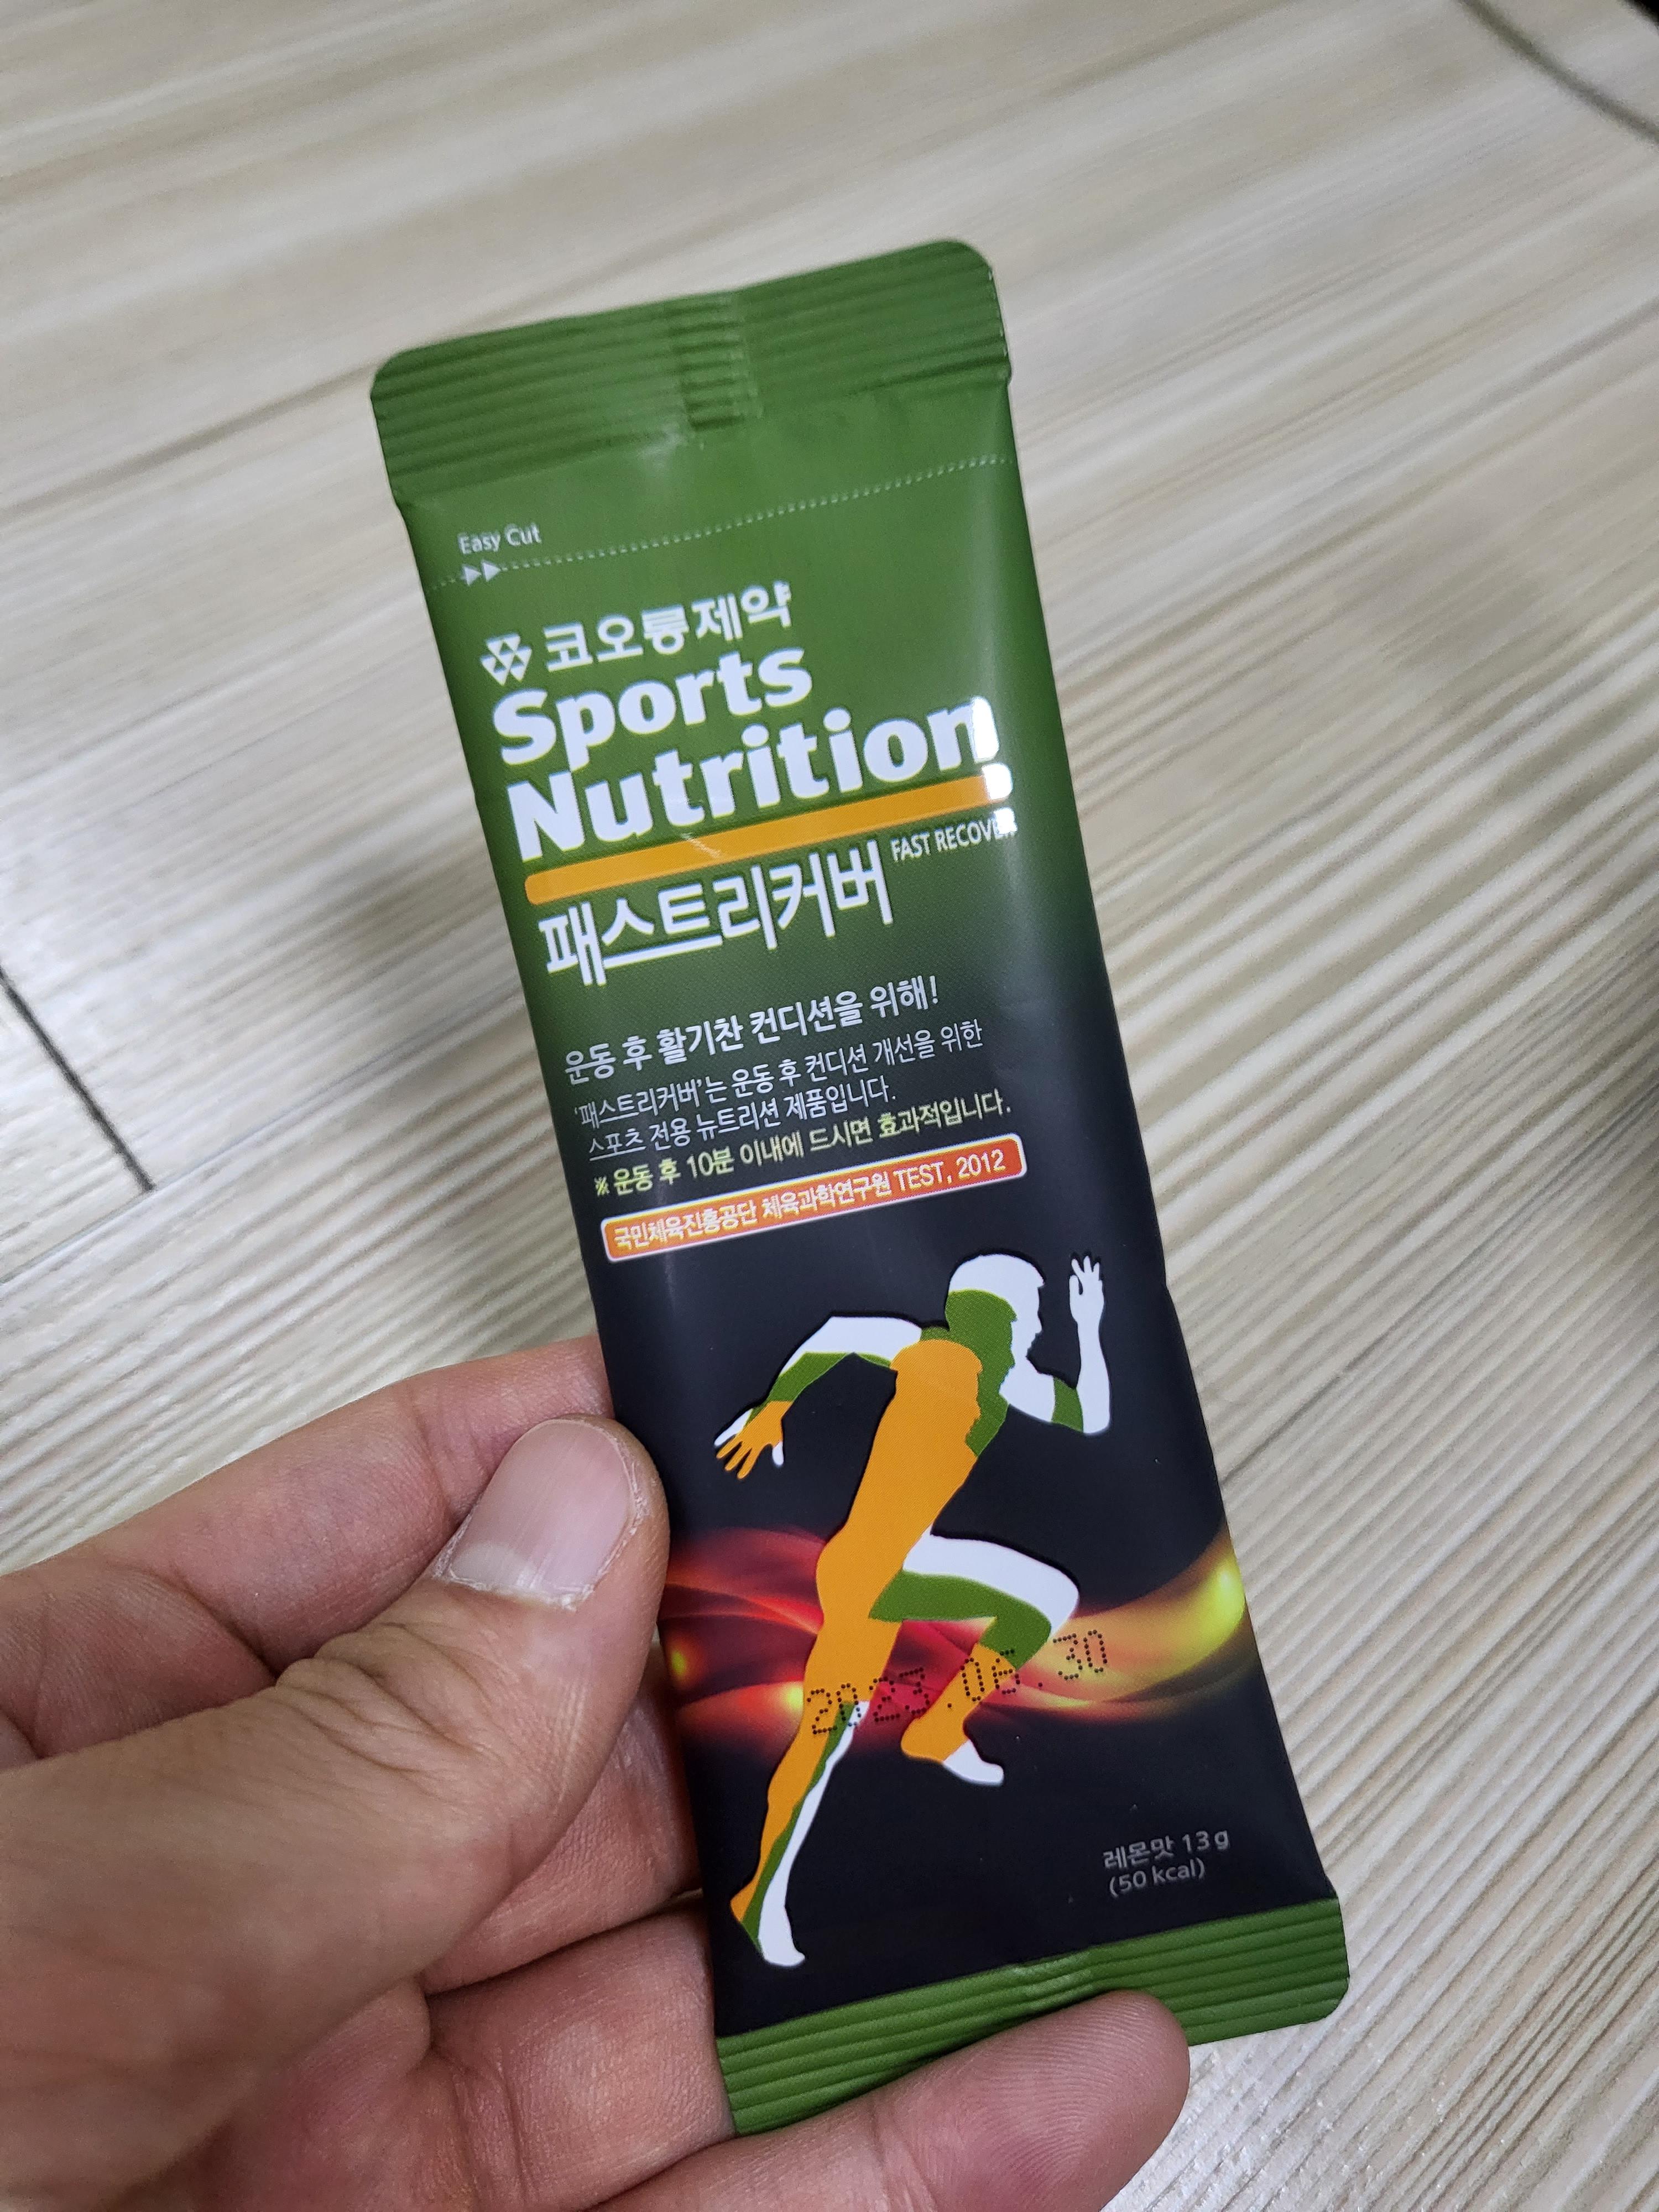 Easy Cut
코오롱제약
Sports
Nutrition
FAST RECOVER
패스트리커버
운동 후 활기찬 컨디션을 위해!
'패스트리커버'는 운동 후 컨디션 개선을 위한
스포츠 전용 뉴트리션 제품입니다.
※ 운동 후 10분 이내에 드시면 효과적입니다.
국민체육진흥공단 체육과학연구원 TEST, 2012
2023.06.30
레몬맛 13 g
(50 kcal)